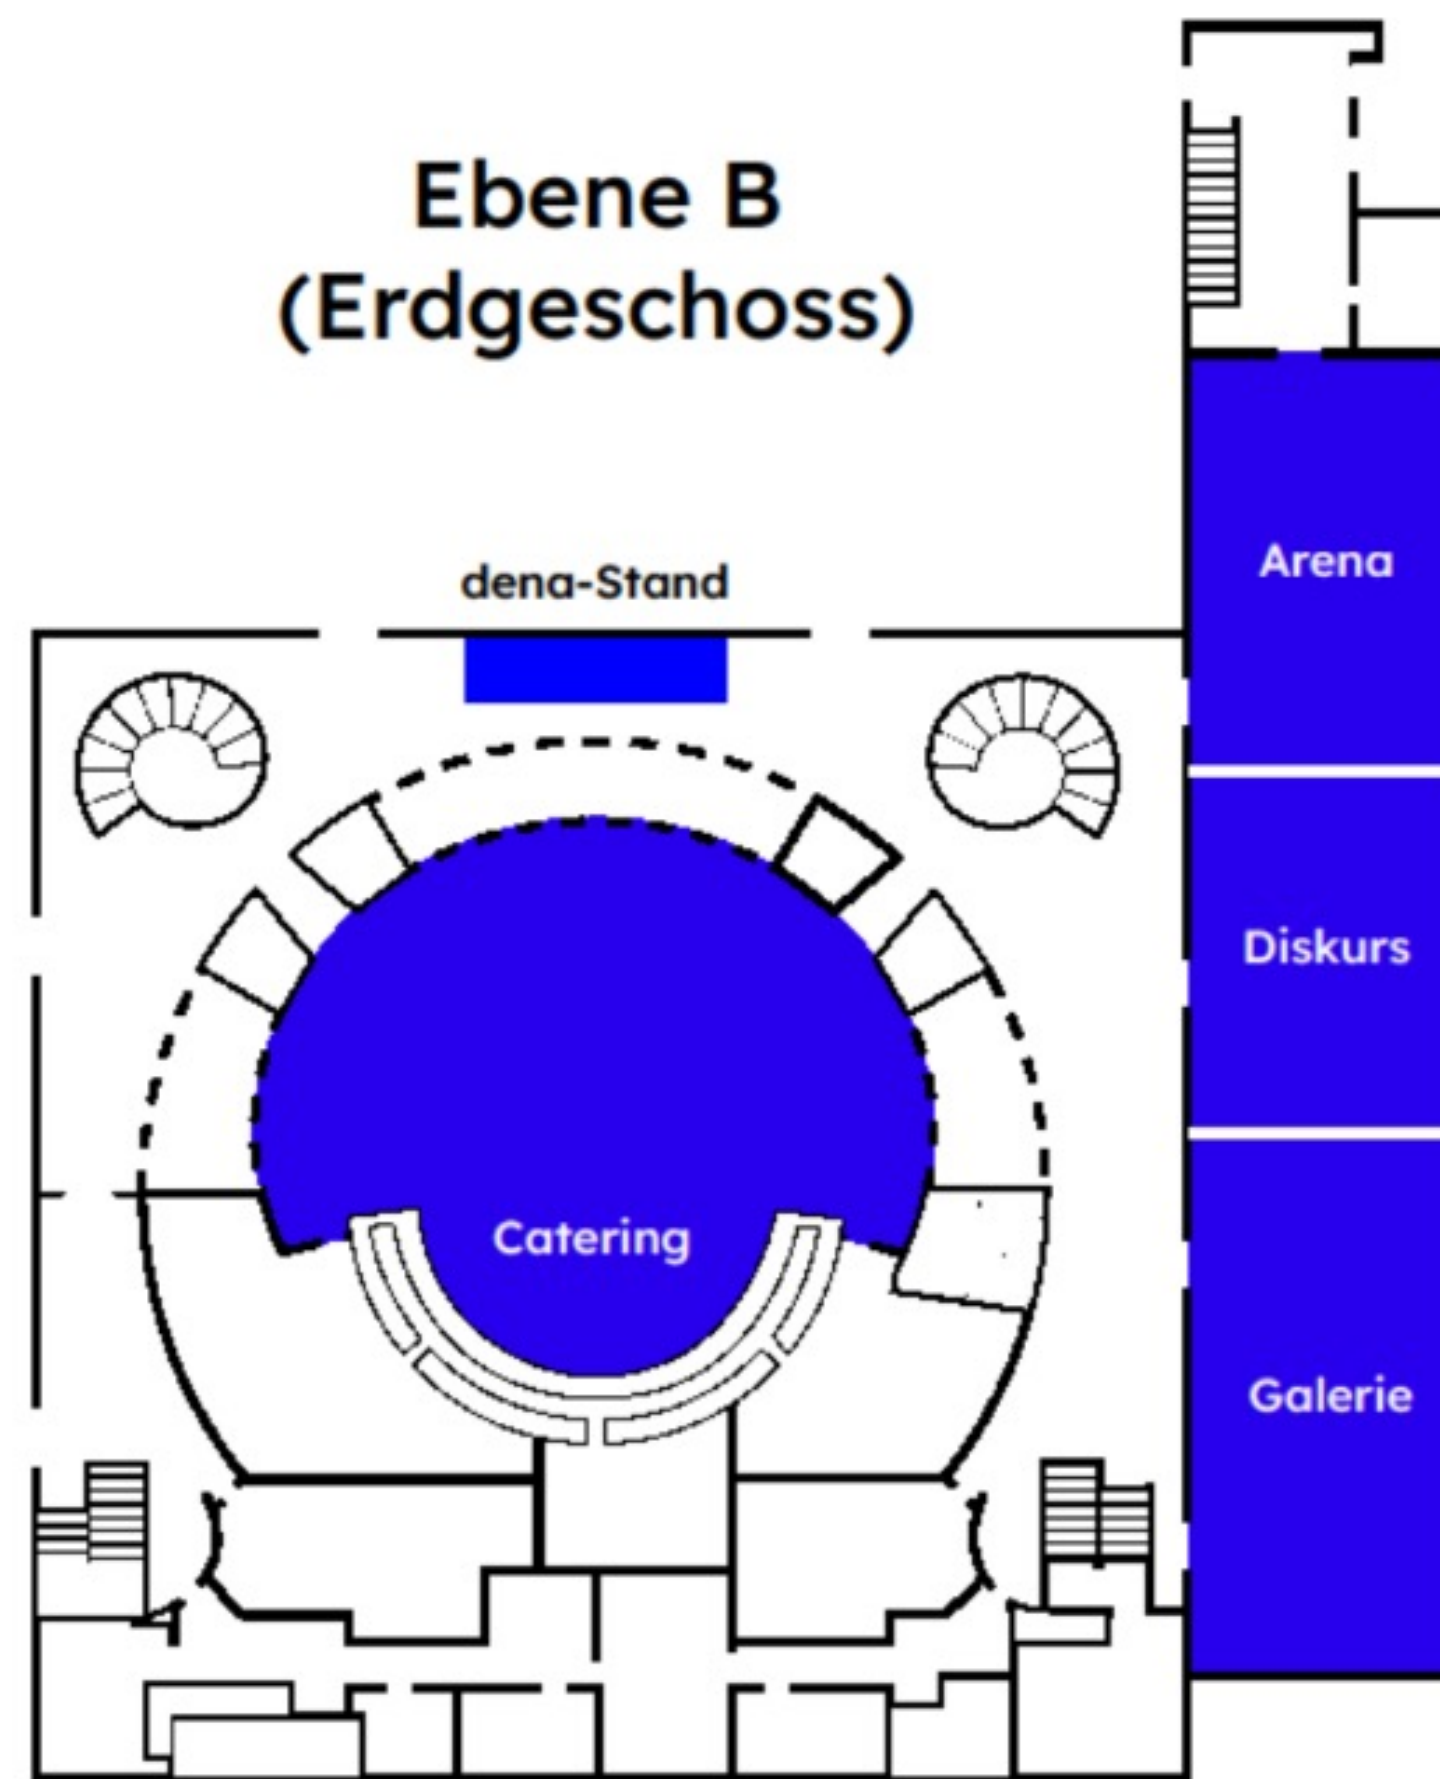 Ebene B
(Erdgeschoss)
dena-Stand
Arena
Diskurs
Catering
Galerie